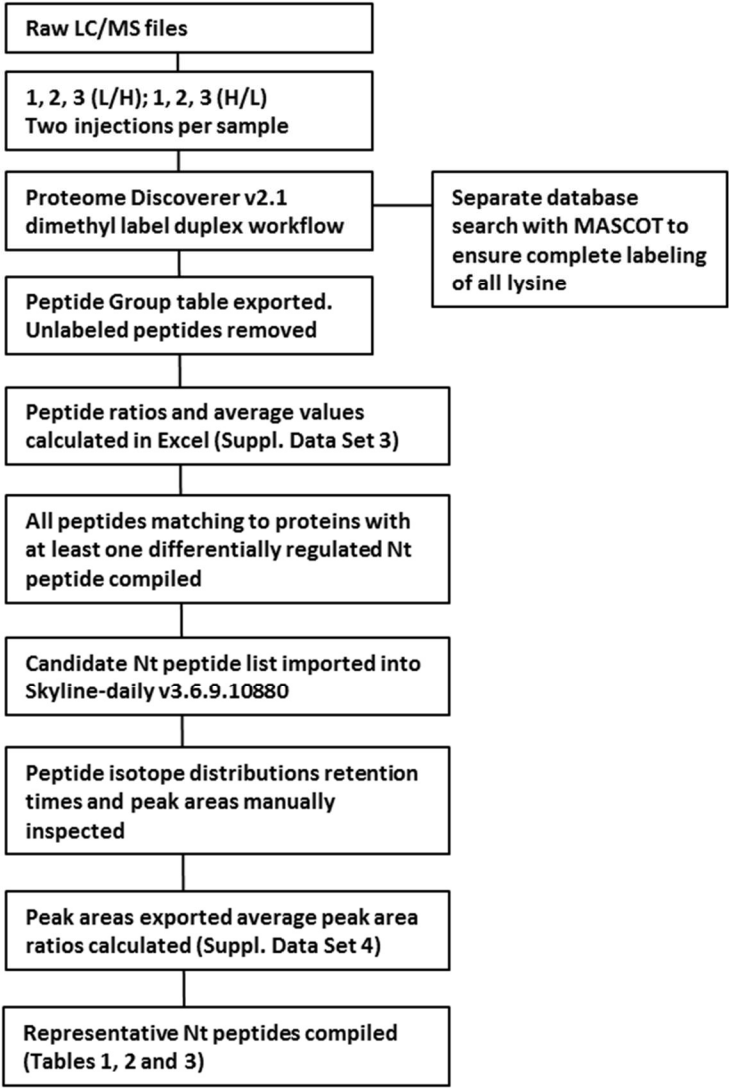 Raw LC/MS files
1, 2, 3 (L/H); 1, 2, 3 (H/L)
Two injections per sample
Proteome Discoverer v2.1
dimethyl label duplex workflow
Separate database
search with MASCOT to
ensure complete labeling
of all lysine
Peptide Group table exported.
Unlabeled peptides removed
Peptide ratios and average values
calculated in Excel (Suppl. Data Set 3)
All peptides matching to proteins with
at least one differentially regulated Nt
peptide compiled
Candidate Nt peptide list imported into
Skyline-daily v3.6.9.10880
Peptide isotope distributions retention
times and peak areas manually
inspected
Peak areas exported average peak area
ratios calculated (Suppl. Data Set 4)
Representative Nt peptides compiled
(Tables 1, 2 and 3)